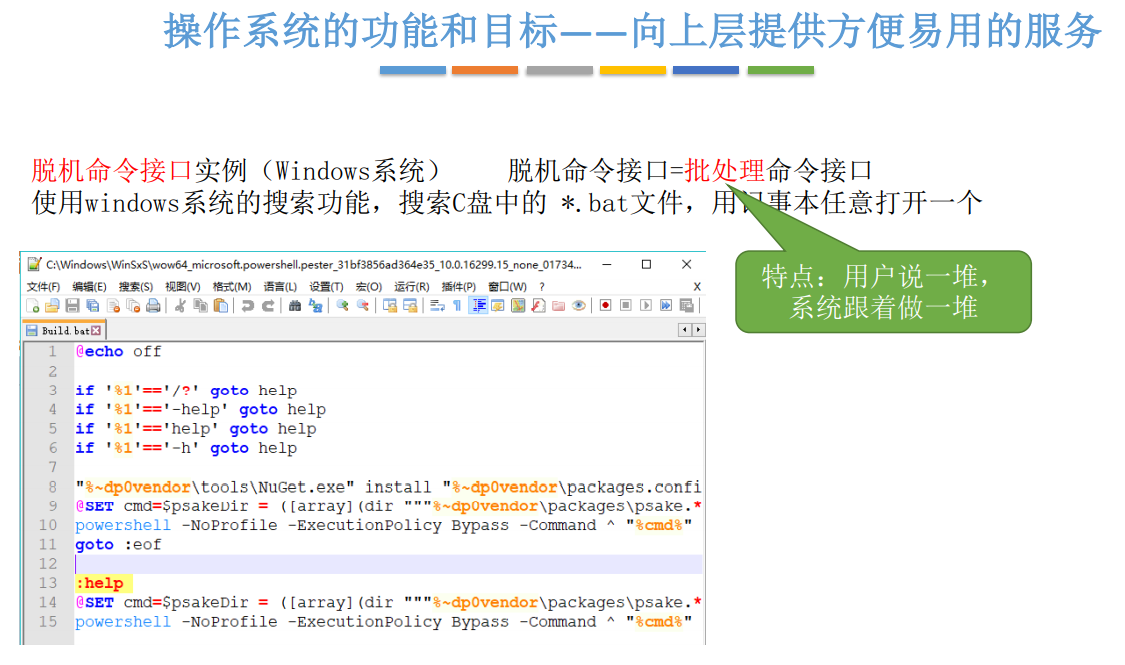 操作系统的功能和目标——向上层提供方便易用的服务
脱机命令接口实例（Windows系统） 脱机命令接口=批处理命令接口
使用windows系统的搜索功能，搜索C盘中的 *.bat文件，用记事本任意打开一个
特点：用户说一堆，
系统跟着做一堆
C:\Windows\WinSxS\wow64_microsoft.powershell.pester_31bf3856ad364e35_10.0.16299.15_none_01734...
文件(F) 编辑(E) 搜索(S) 视图(V) 格式(M) 语言(L) 设置(T) 宏(O) 运行(R) 插件(P) 窗口(W) ? X
Build.bat
1 @echo off
2
3 if '%1'=='/?' goto help
4 if '%1'=='-help' goto help
5 if '%1'=='help' goto help
6 if '%1'=='-h' goto help
7
8 "%~dp0vendor\tools\NuGet.exe" install "%~dp0vendor\packages.confi
9 @SET cmd=$psakeDir = ([array](dir """%~dp0vendor\packages\psake.*
10 powershell -NoProfile -ExecutionPolicy Bypass -Command ^ "%cmd%"
11 goto :eof
12
13 :help
14 @SET cmd=$psakeDir = ([array](dir """%~dp0vendor\packages\psake.*
15 powershell -NoProfile -ExecutionPolicy Bypass -Command ^ "%cmd%"